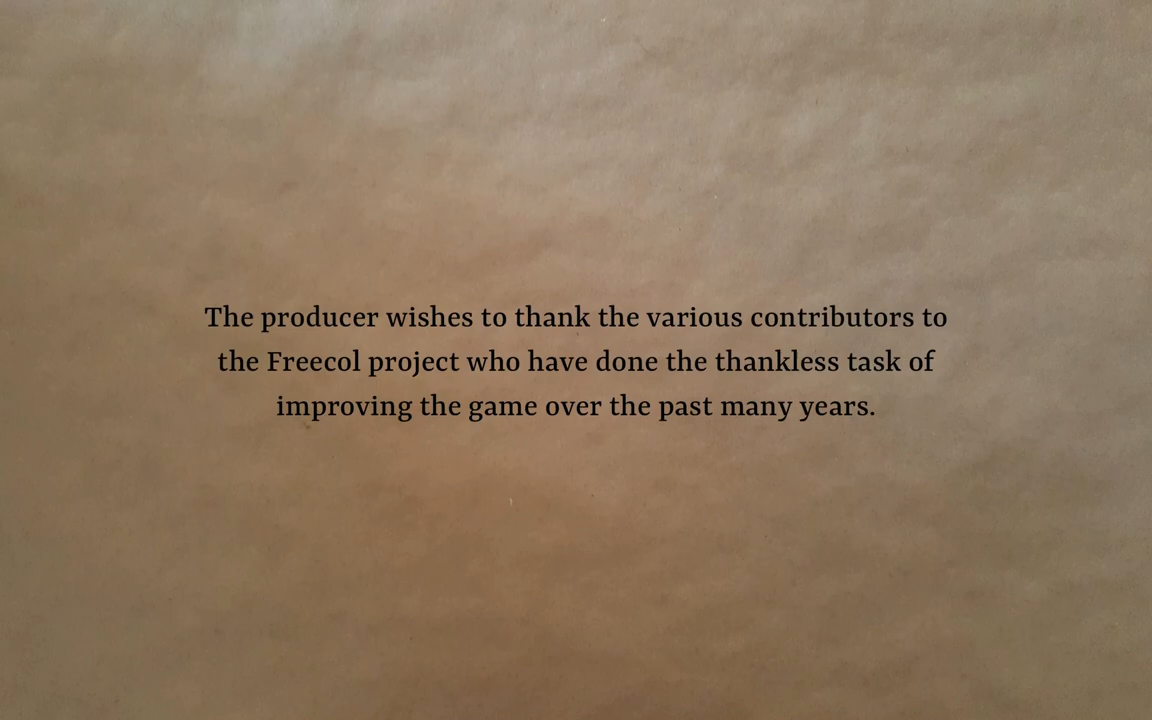 The producer wishes to thank the various contributors to
the Freecol project who have done the thankless task of
improving the game over the past many years.